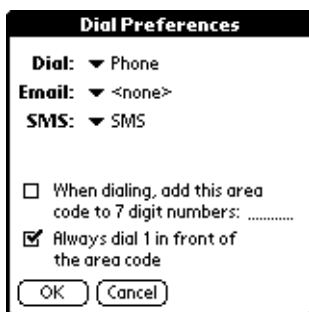 Dial Preferences
Dial: Phone
Email: <none>
SMS: SMS
When dialing, add this area
code to 7 digit numbers: ............
Always dial 1 in front of
the area code
OK Cancel